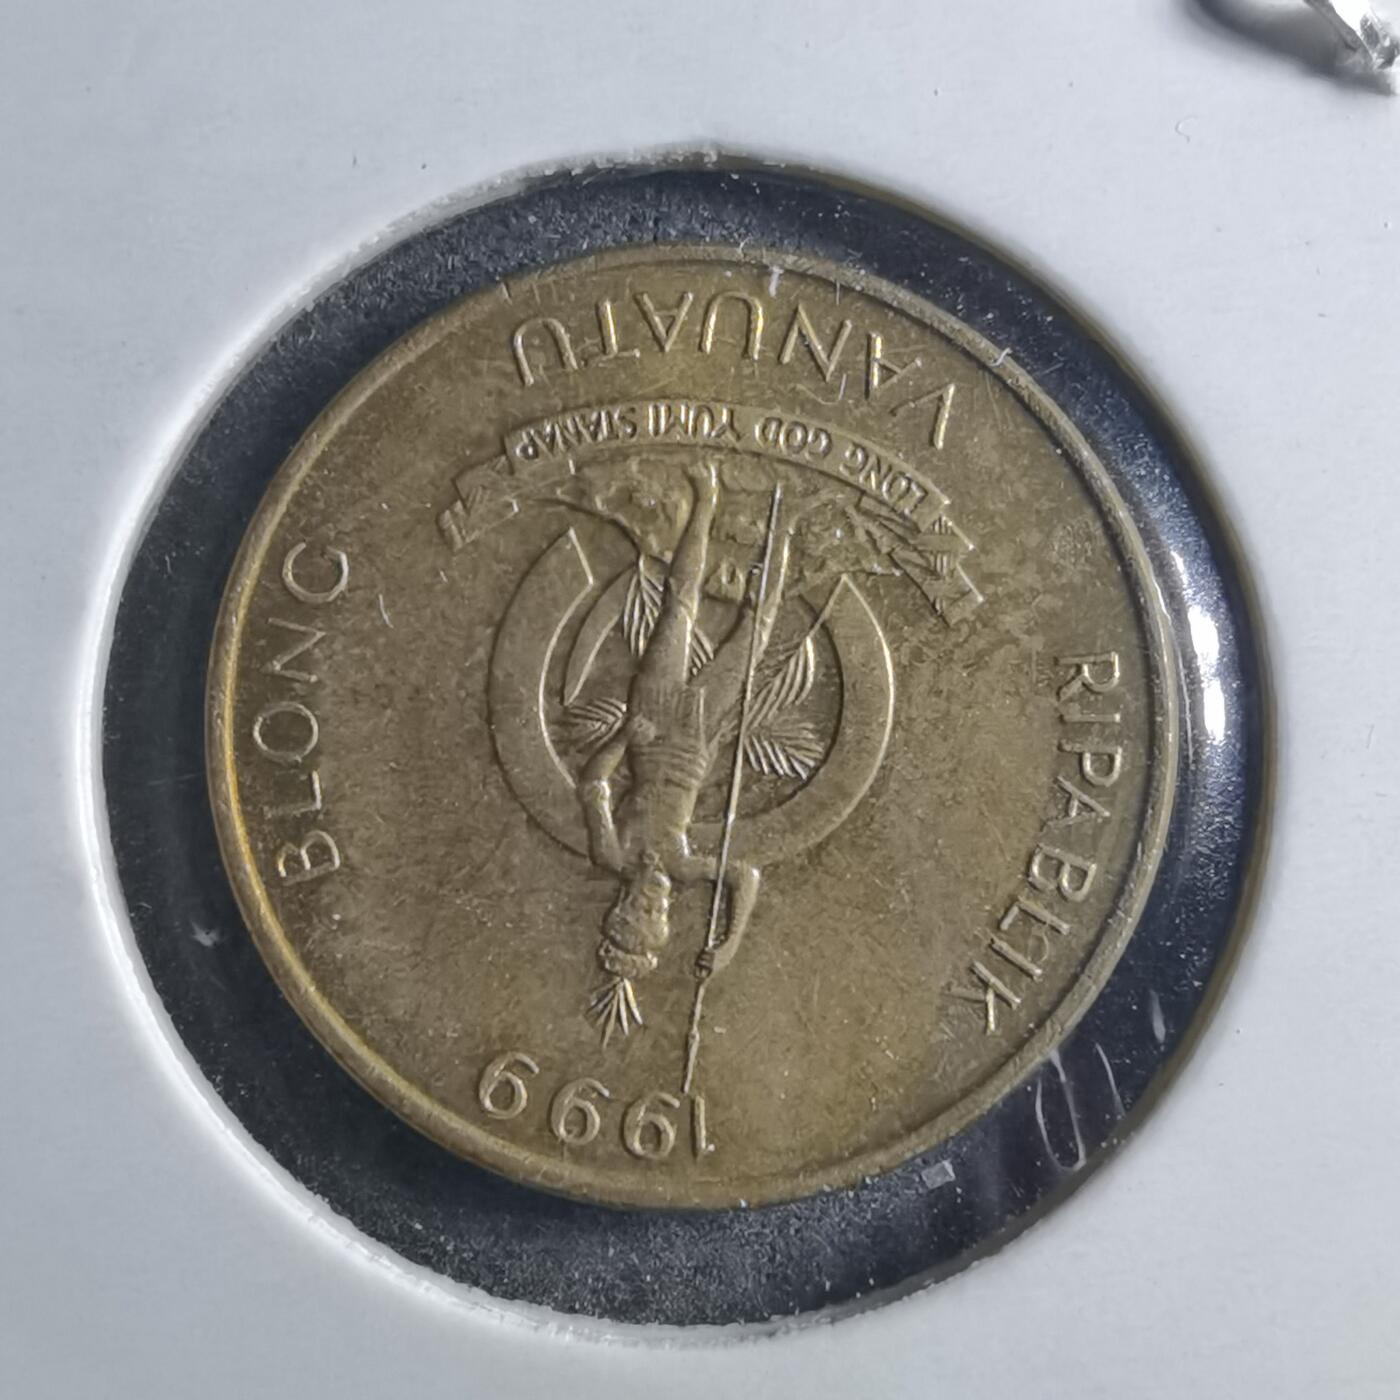 RIPABLIK
BLONG
VANUATU
1999
LONG GOD YUMI STANAP